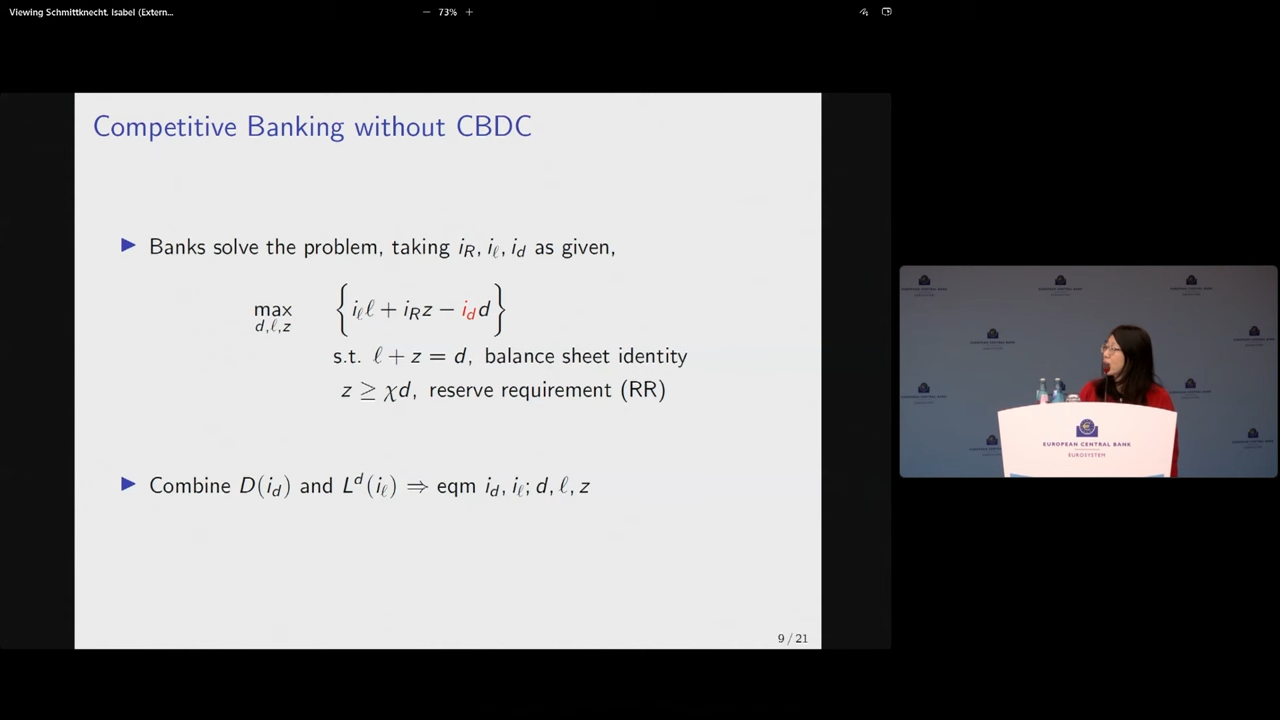 Viewing Schmittknecht, Isabel (Extern...
− 73% +
Competitive Banking without CBDC
▶ Banks solve the problem, taking i_R, i_ℓ, i_d as given,
max_{d,ℓ,z} { i_ℓ ℓ + i_R z − i_d d }
s.t. ℓ + z = d, balance sheet identity
z ≥ χd, reserve requirement (RR)
▶ Combine D(i_d) and L^d(i_ℓ) ⇒ eqm i_d, i_ℓ; d, ℓ, z
9 / 21
EUROPEAN CENTRAL BANK
EUROSYSTEM